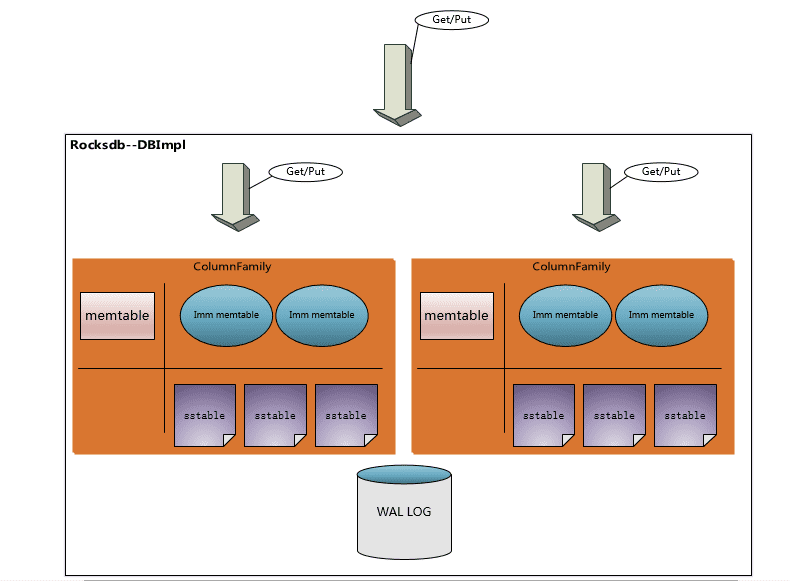 Get/Put
Rocksdb--DBImpl
Get/Put
Get/Put
ColumnFamily
memtable
Imm memtable
Imm memtable
sstable
sstable
sstable
ColumnFamily
memtable
Imm memtable
Imm memtable
sstable
sstable
sstable
WAL LOG